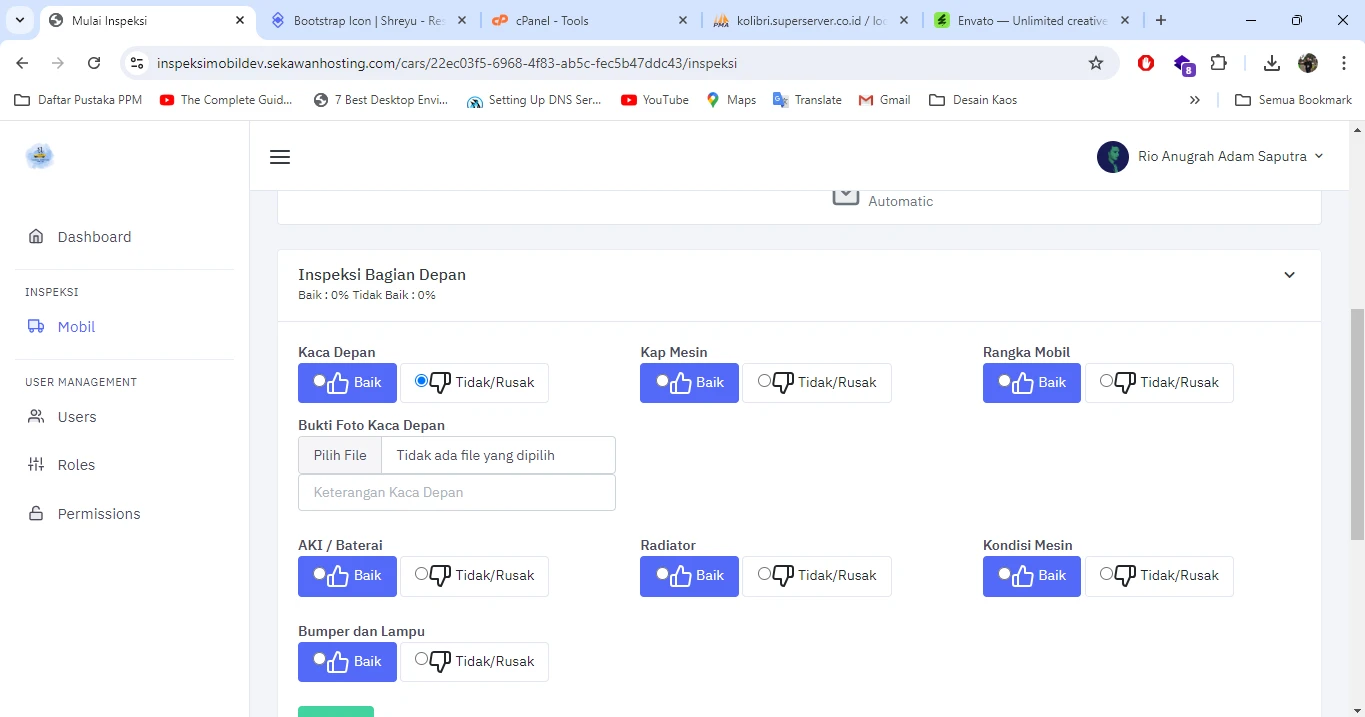 Mulai Inspeksi
Bootstrap Icon | Shreyu - Res
cPanel - Tools
kolibri.superserver.co.id / loc
Envato — Unlimited creative
inspeksimobildev.sekawanhosting.com/cars/22ec03f5-6968-4f83-ab5c-fec5b47ddc43/inspeksi
8
Daftar Pustaka PPM
The Complete Guid...
7 Best Desktop Envi...
Setting Up DNS Ser...
YouTube
Maps
Translate
Gmail
Desain Kaos
Semua Bookmark
Rio Anugrah Adam Saputra
Dashboard
INSPEKSI
Mobil
USER MANAGEMENT
Users
Roles
Permissions
Automatic
Inspeksi Bagian Depan
Baik : 0% Tidak Baik : 0%
Kaca Depan Kap Mesin Rangka Mobil
Baik Tidak/Rusak Baik Tidak/Rusak Baik Tidak/Rusak
Bukti Foto Kaca Depan
Pilih File Tidak ada file yang dipilih
Keterangan Kaca Depan
AKI / Baterai Radiator Kondisi Mesin
Baik Tidak/Rusak Baik Tidak/Rusak Baik Tidak/Rusak
Bumper dan Lampu
Baik Tidak/Rusak